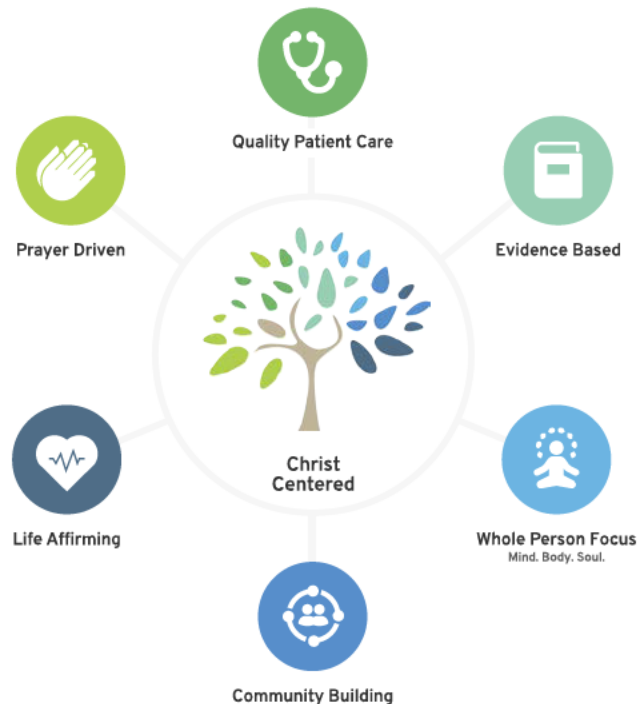 Quality Patient Care
Prayer Driven
Evidence Based
Christ
Centered
Life Affirming
Whole Person Focus
Mind. Body. Soul.
Community Building